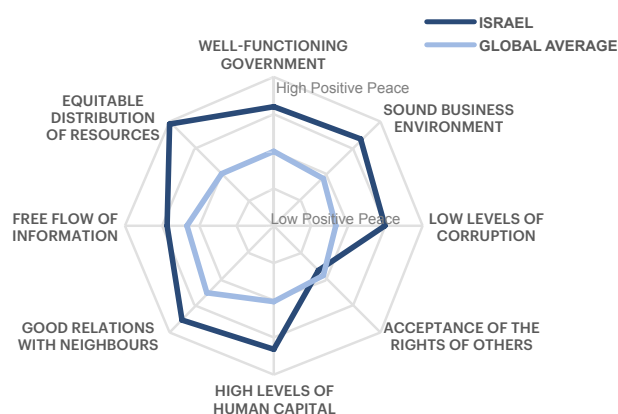 ISRAEL
GLOBAL AVERAGE
WELL-FUNCTIONING
GOVERNMENT
High Positive Peace
EQUITABLE
DISTRIBUTION
OF RESOURCES
SOUND BUSINESS
ENVIRONMENT
FREE FLOW OF
INFORMATION
Low Positive Peace
LOW LEVELS OF
CORRUPTION
GOOD RELATIONS
WITH NEIGHBOURS
ACCEPTANCE OF THE
RIGHTS OF OTHERS
HIGH LEVELS OF
HUMAN CAPITAL